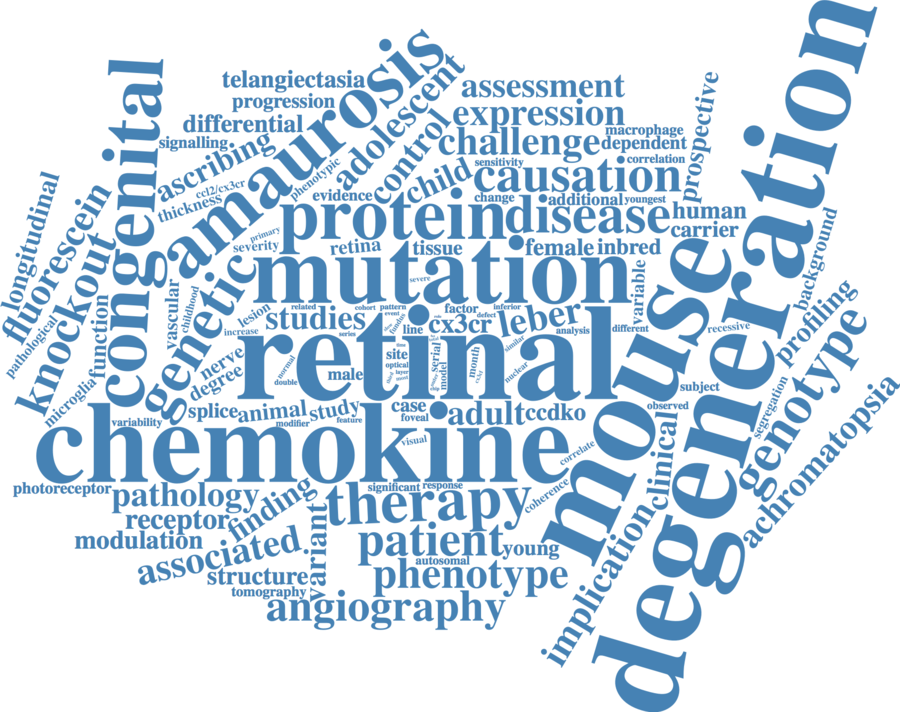 degeneration
retinal
chemokine
mutation
mouse
amaurosis
congenital
protein
disease
genetic
therapy
causation
genotype
knockout
patient
phenotype
angiography
telangiectasia
progression
differential
signalling
ascribing
ccl2/cx3cr
thickness
phenotypic
adolescent
control
child
evidence
assessment
expression
challenge
macrophage
dependent
sensitivity
correlation
change
additional
youngest
prospective
human
carrier
longitudinal
fluorescein
pathological
function
microglia
variability
primary
severity
retina
tissue
female
inbred
severe
variable
background
vascular
childhood
lesion
increase
related
cohort
pattern
event
factor
defect
inferior
studies
series
line
cx3cr
leber
analysis
different
recessive
profiling
similar
nerve
degree
normal
double
male
site
optical
layer
serial
model
month
nuclear
subject
observed
segregation
achromatopsia
splice
animal
modifier
study
feature
case
foveal
adult
ccdko
visual
correlate
clinical
implication
photoreceptor
pathology
significant
response
coherence
receptor
finding
modulation
associated
variant
structure
tomography
autosomal
young